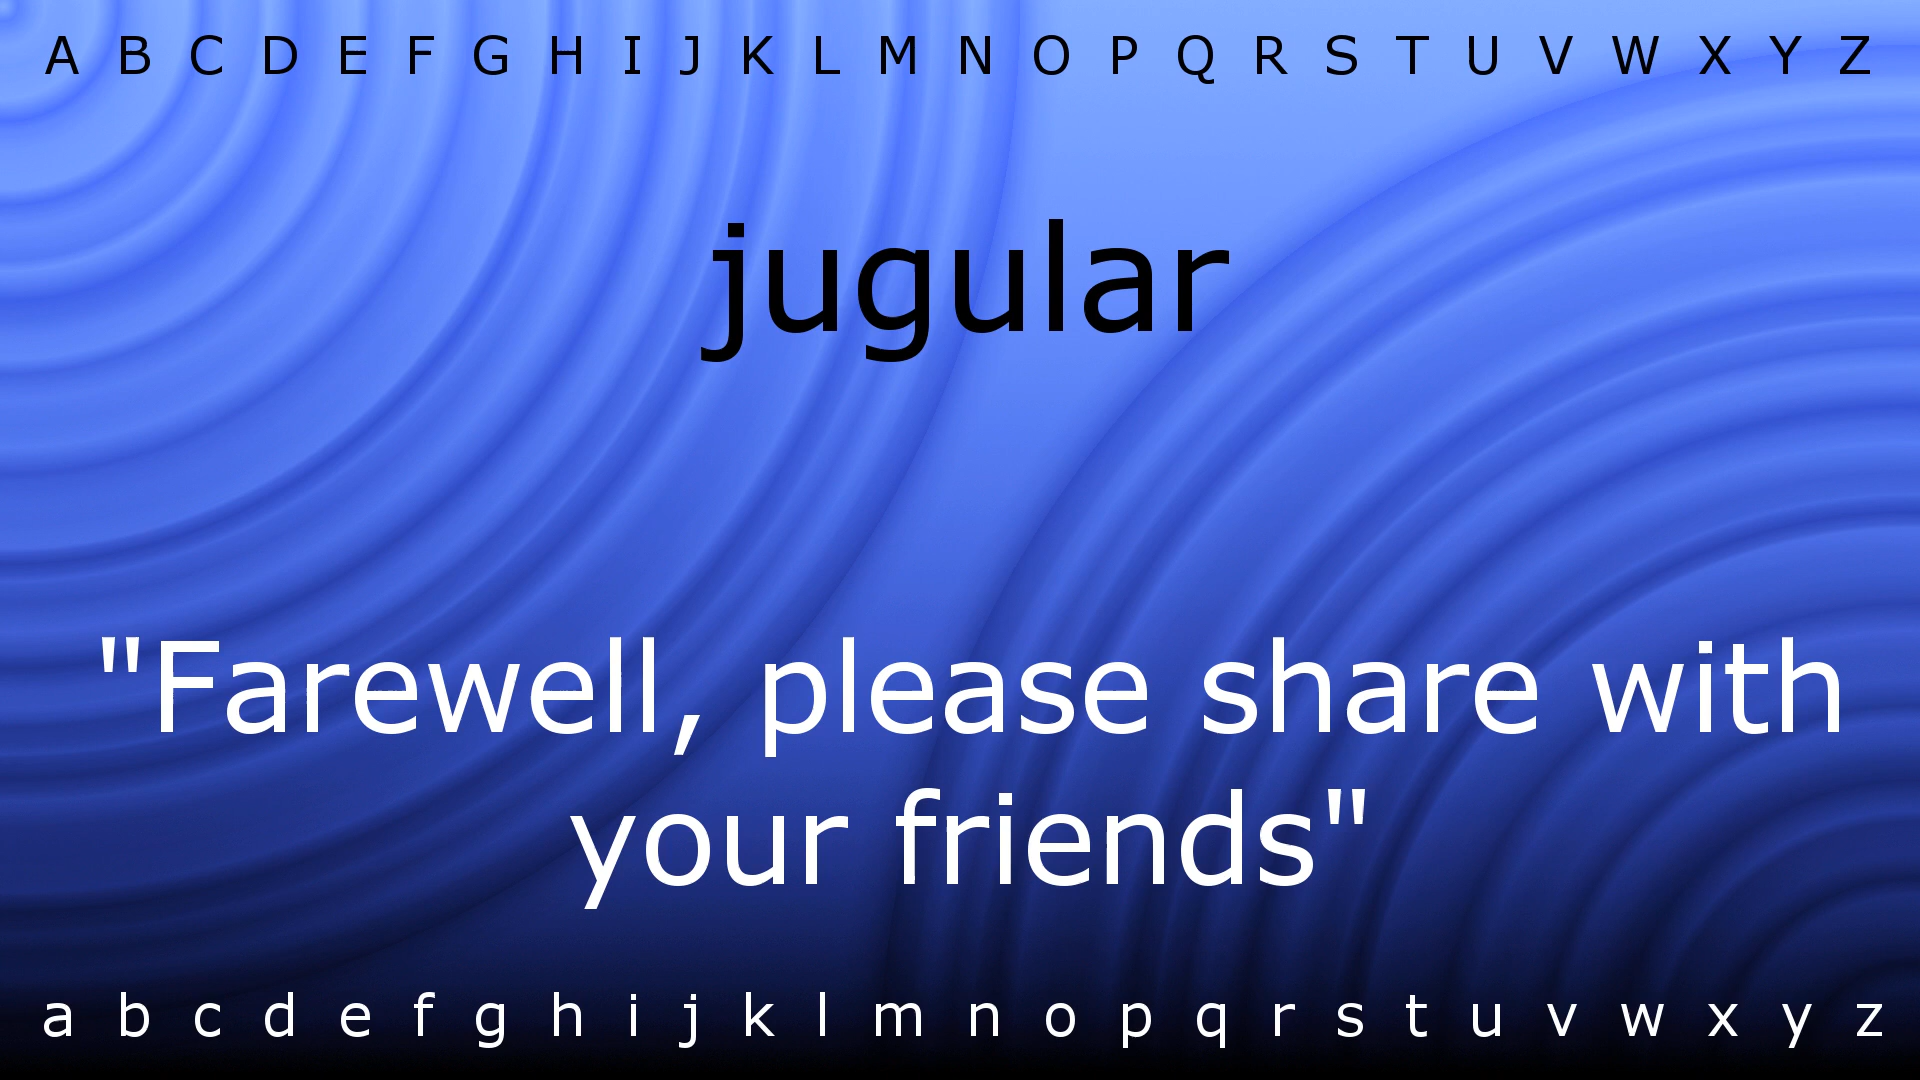 A B C D E F G H I J K L M N O P Q R S T U V W X Y Z
jugular
"Farewell, please share with
your friends"
a b c d e f g h i j k l m n o p q r s t u v w x y z